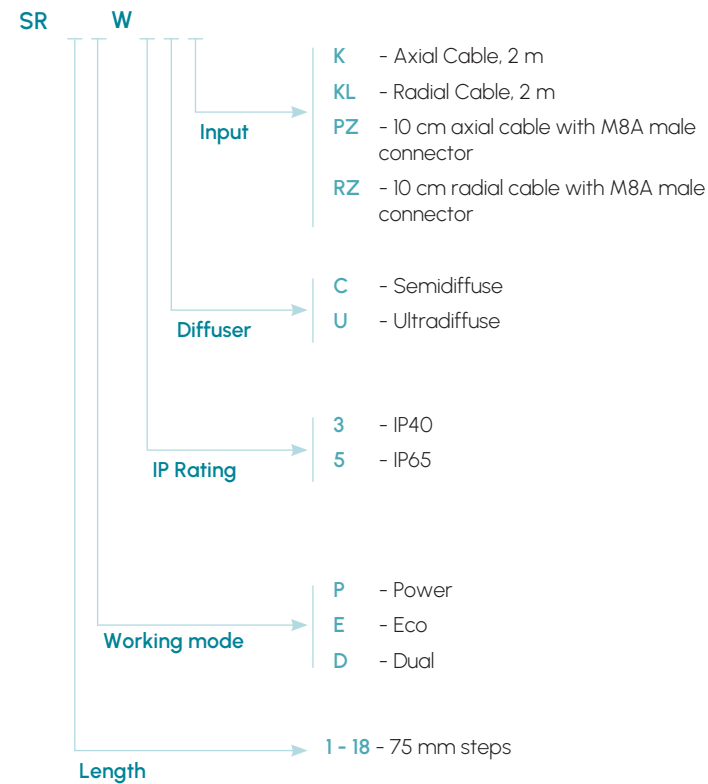 SR W
K - Axial Cable, 2 m
KL - Radial Cable, 2 m
Input
PZ - 10 cm axial cable with M8A male
connector
RZ - 10 cm radial cable with M8A male
connector
C - Semidiffuse
U - Ultradiffuse
Diffuser
3 - IP40
5 - IP65
IP Rating
P - Power
E - Eco
Working mode
D - Dual
1 - 18 - 75 mm steps
Length